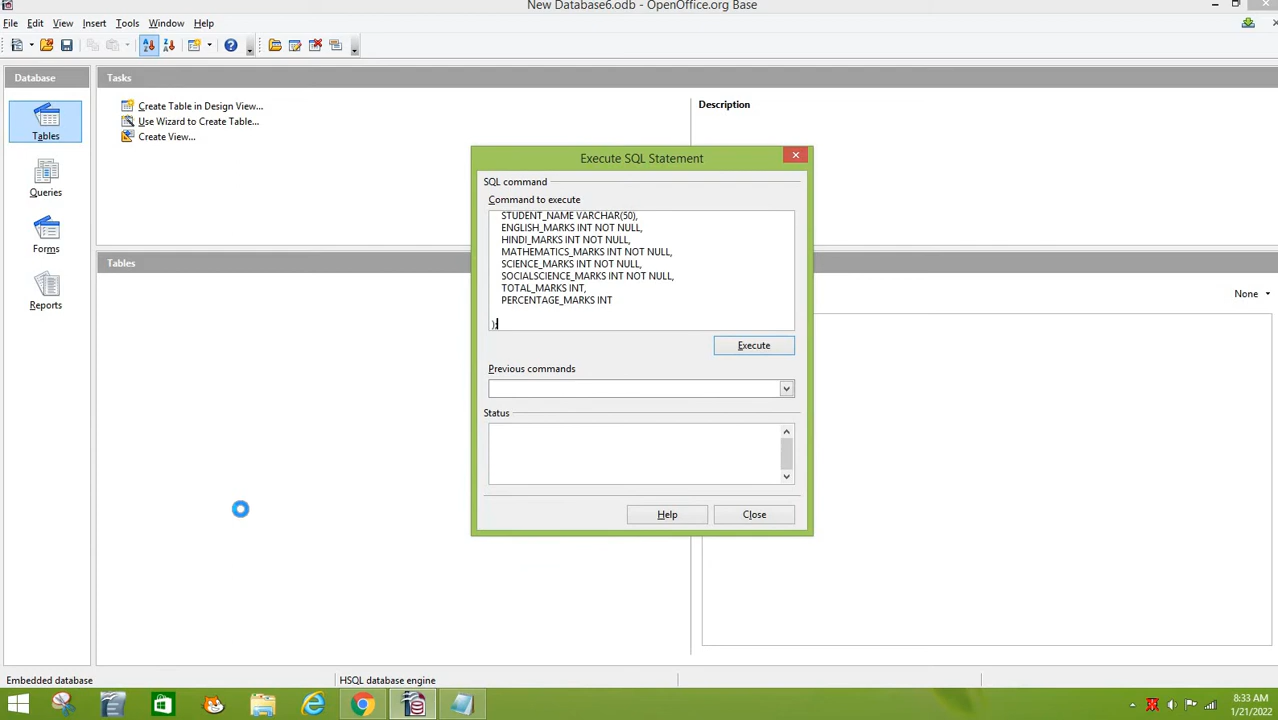 New Database6.odb - OpenOffice.org Base
File Edit View Insert Tools Window Help
Database
Tasks
Tables
Queries
Forms
Reports
Create Table in Design View...
Use Wizard to Create Table...
Create View...
Description
Tables
None
Execute SQL Statement
SQL command
Command to execute
STUDENT_NAME VARCHAR(50),
ENGLISH_MARKS INT NOT NULL,
HINDI_MARKS INT NOT NULL,
MATHEMATICS_MARKS INT NOT NULL,
SCIENCE_MARKS INT NOT NULL,
SOCIALSCIENCE_MARKS INT NOT NULL,
TOTAL_MARKS INT,
PERCENTAGE_MARKS INT
);
Execute
Previous commands
Status
Help Close
Embedded database HSQL database engine
8:33 AM
1/21/2022